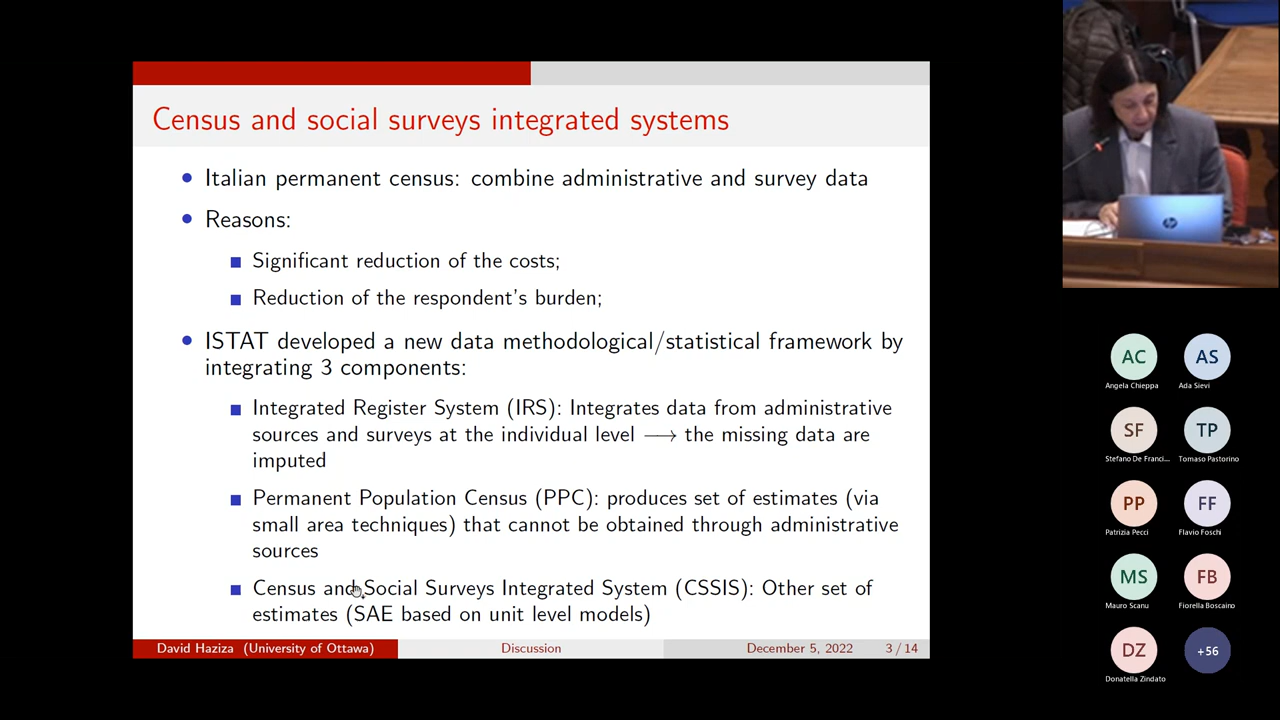 Census and social surveys integrated systems
Italian permanent census: combine administrative and survey data
Reasons:
Significant reduction of the costs;
Reduction of the respondent's burden;
ISTAT developed a new data methodological/statistical framework by
integrating 3 components:
Integrated Register System (IRS): Integrates data from administrative
sources and surveys at the individual level ⟶ the missing data are
imputed
Permanent Population Census (PPC): produces set of estimates (via
small area techniques) that cannot be obtained through administrative
sources
Census and Social Surveys Integrated System (CSSIS): Other set of
estimates (SAE based on unit level models)
David Haziza (University of Ottawa)
Discussion
December 5, 2022
3 / 14
hp
AC
AS
Angela Chieppa
Ada Sievi
SF
TP
Stefano De Franci...
Tomaso Pastorino
PP
FF
Patrizia Pecci
Flavio Foschi
MS
FB
Mauro Scanu
Fiorella Boscaino
DZ
+56
Donatella Zindato